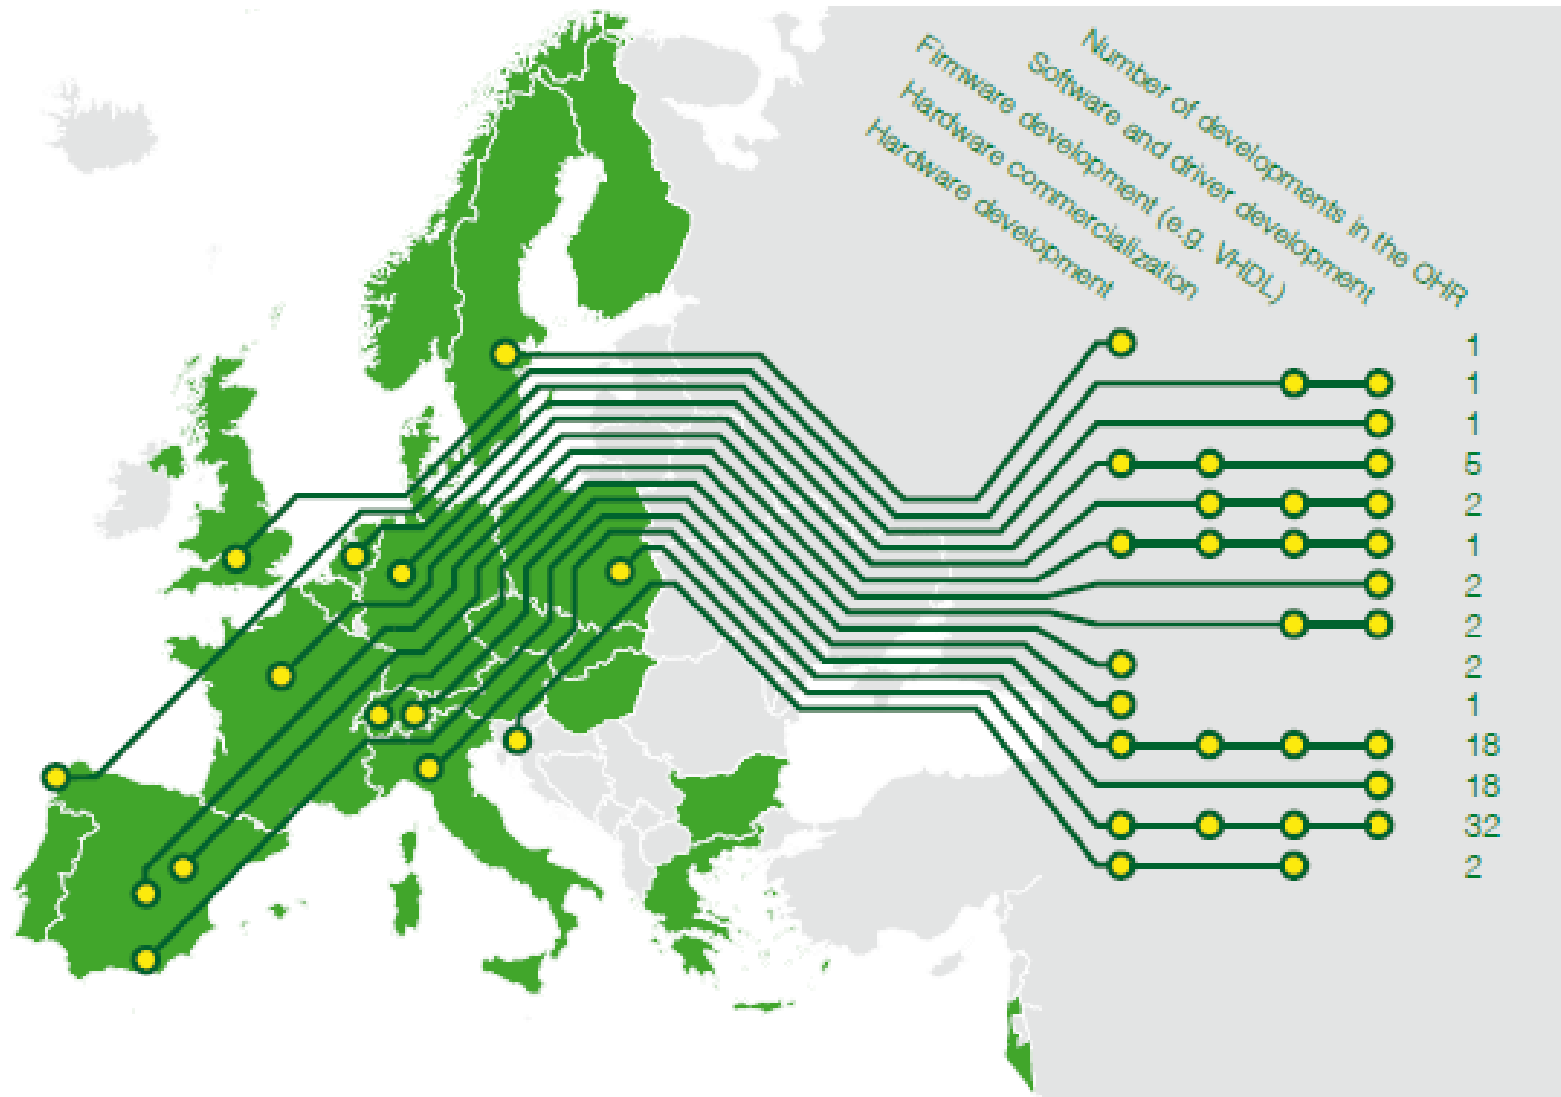 Number of developments in the OHR
Software and driver development
Firmware development (e.g. VHDL)
Hardware commercialization
Hardware development
1
1
1
5
2
1
2
2
2
1
18
18
32
2